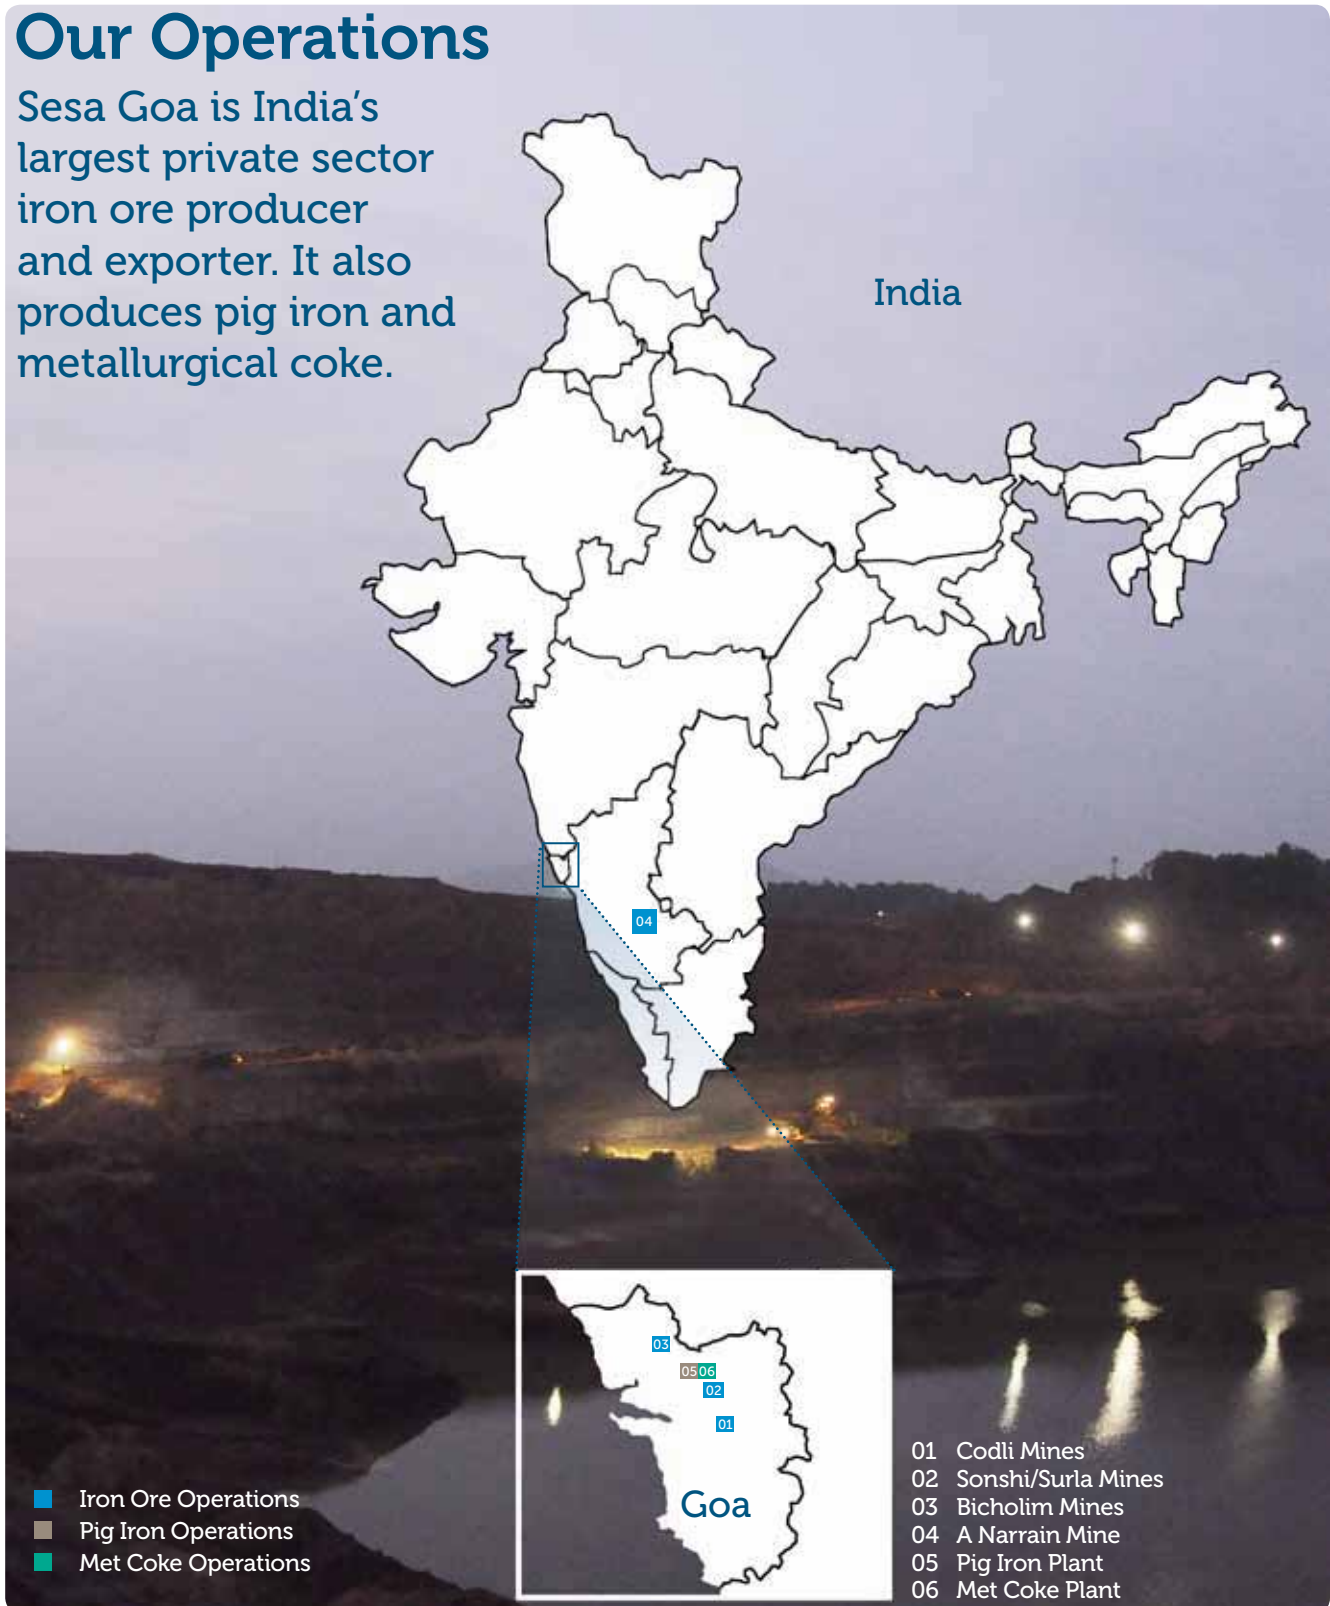 Our Operations
Sesa Goa is India’s
largest private sector
iron ore producer
and exporter. It also
produces pig iron and
metallurgical coke.
India
04
03
05 06
02
01
Goa
Iron Ore Operations
Pig Iron Operations
Met Coke Operations
01 Codli Mines
02 Sonshi/Surla Mines
03 Bicholim Mines
04 A Narrain Mine
05 Pig Iron Plant
06 Met Coke Plant